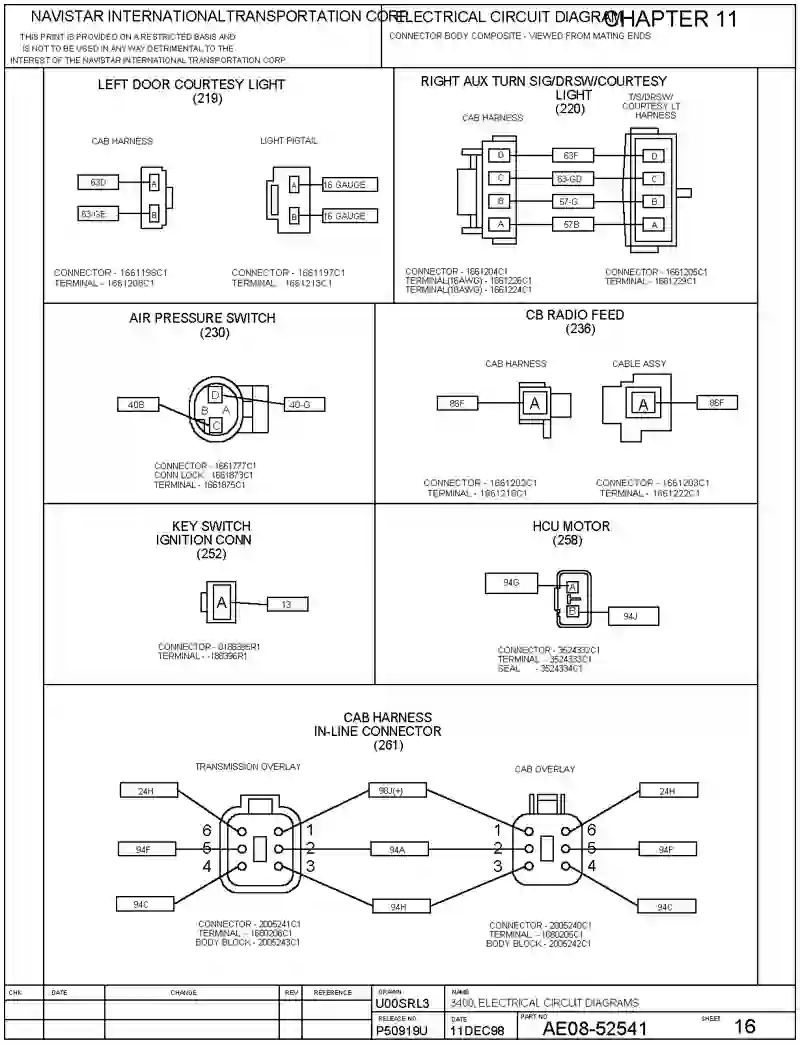 NAVISTAR INTERNATIONAL TRANSPORTATION CORP.
ELECTRICAL CIRCUIT DIAGRAM
CHAPTER 11
THIS PRINT IS PROVIDED ON A RESTRICTED BASIS AND
IS NOT TO BE USED IN ANY WAY DETRIMENTAL TO THE
INTEREST OF THE NAVISTAR INTERNATIONAL TRANSPORTATION CORP.
CONNECTOR BODY COMPOSITE - VIEWED FROM MATING ENDS
LEFT DOOR COURTESY LIGHT
(219)
CAB HARNESS
LIGHT PIGTAIL
63D
A
A
16 GAUGE
63-GE
B
B
16 GAUGE
CONNECTOR - 1661196C1
TERMINAL - 1661208C1
CONNECTOR - 1661197C1
TERMINAL 1661213C1
RIGHT AUX TURN SIG/DRSW/COURTESY
LIGHT
(220)
CAB HARNESS
T/S/DRSW/
COURTESY LT
HARNESS
D
63F
D
C
63-GD
C
B
57-G
B
A
57B
A
CONNECTOR - 1661204C1
TERMINAL(16AWG) - 1661226C1
TERMINAL(18AWG) - 1661224C1
CONNECTOR - 1661205C1
TERMINAL - 1661229C1
AIR PRESSURE SWITCH
(230)
40B
D
B
A
C
40-G
CONNECTOR - 1661777C1
CONN LOCK 1661873C1
TERMINAL - 1661875C1
CB RADIO FEED
(236)
CAB HARNESS
CABLE ASSY
86F
A
A
86F
CONNECTOR - 1661203C1
TERMINAL - 1661218C1
CONNECTOR - 1661203C1
TERMINAL - 1661222C1
KEY SWITCH
IGNITION CONN
(252)
A
13
CONNECTOR - 0188385R1
TERMINAL - 188396R1
HCU MOTOR
(258)
94G
A
B
94J
CONNECTOR - 3524332C1
TERMINAL - 3524333C1
SEAL - 3524334C1
CAB HARNESS
IN-LINE CONNECTOR
(261)
TRANSMISSION OVERLAY
CAB OVERLAY
24H
98J(+)
24H
6
1
1
6
94F
5
2
94A
2
5
94F
4
3
3
4
94C
94H
94C
CONNECTOR - 2005241C1
TERMINAL - 1680206C1
BODY BLOCK - 2005243C1
CONNECTOR - 2005240C1
TERMINAL - 1680205C1
BODY BLOCK - 2005242C1
CHK
DATE
CHANGE
REV
REFERENCE
DRAWN
U00SRL3
NAME
3400, ELECTRICAL CIRCUIT DIAGRAMS
RELEASE NO.
P50919U
DATE
11DEC98
PART NO.
AE08-52541
SHEET
16